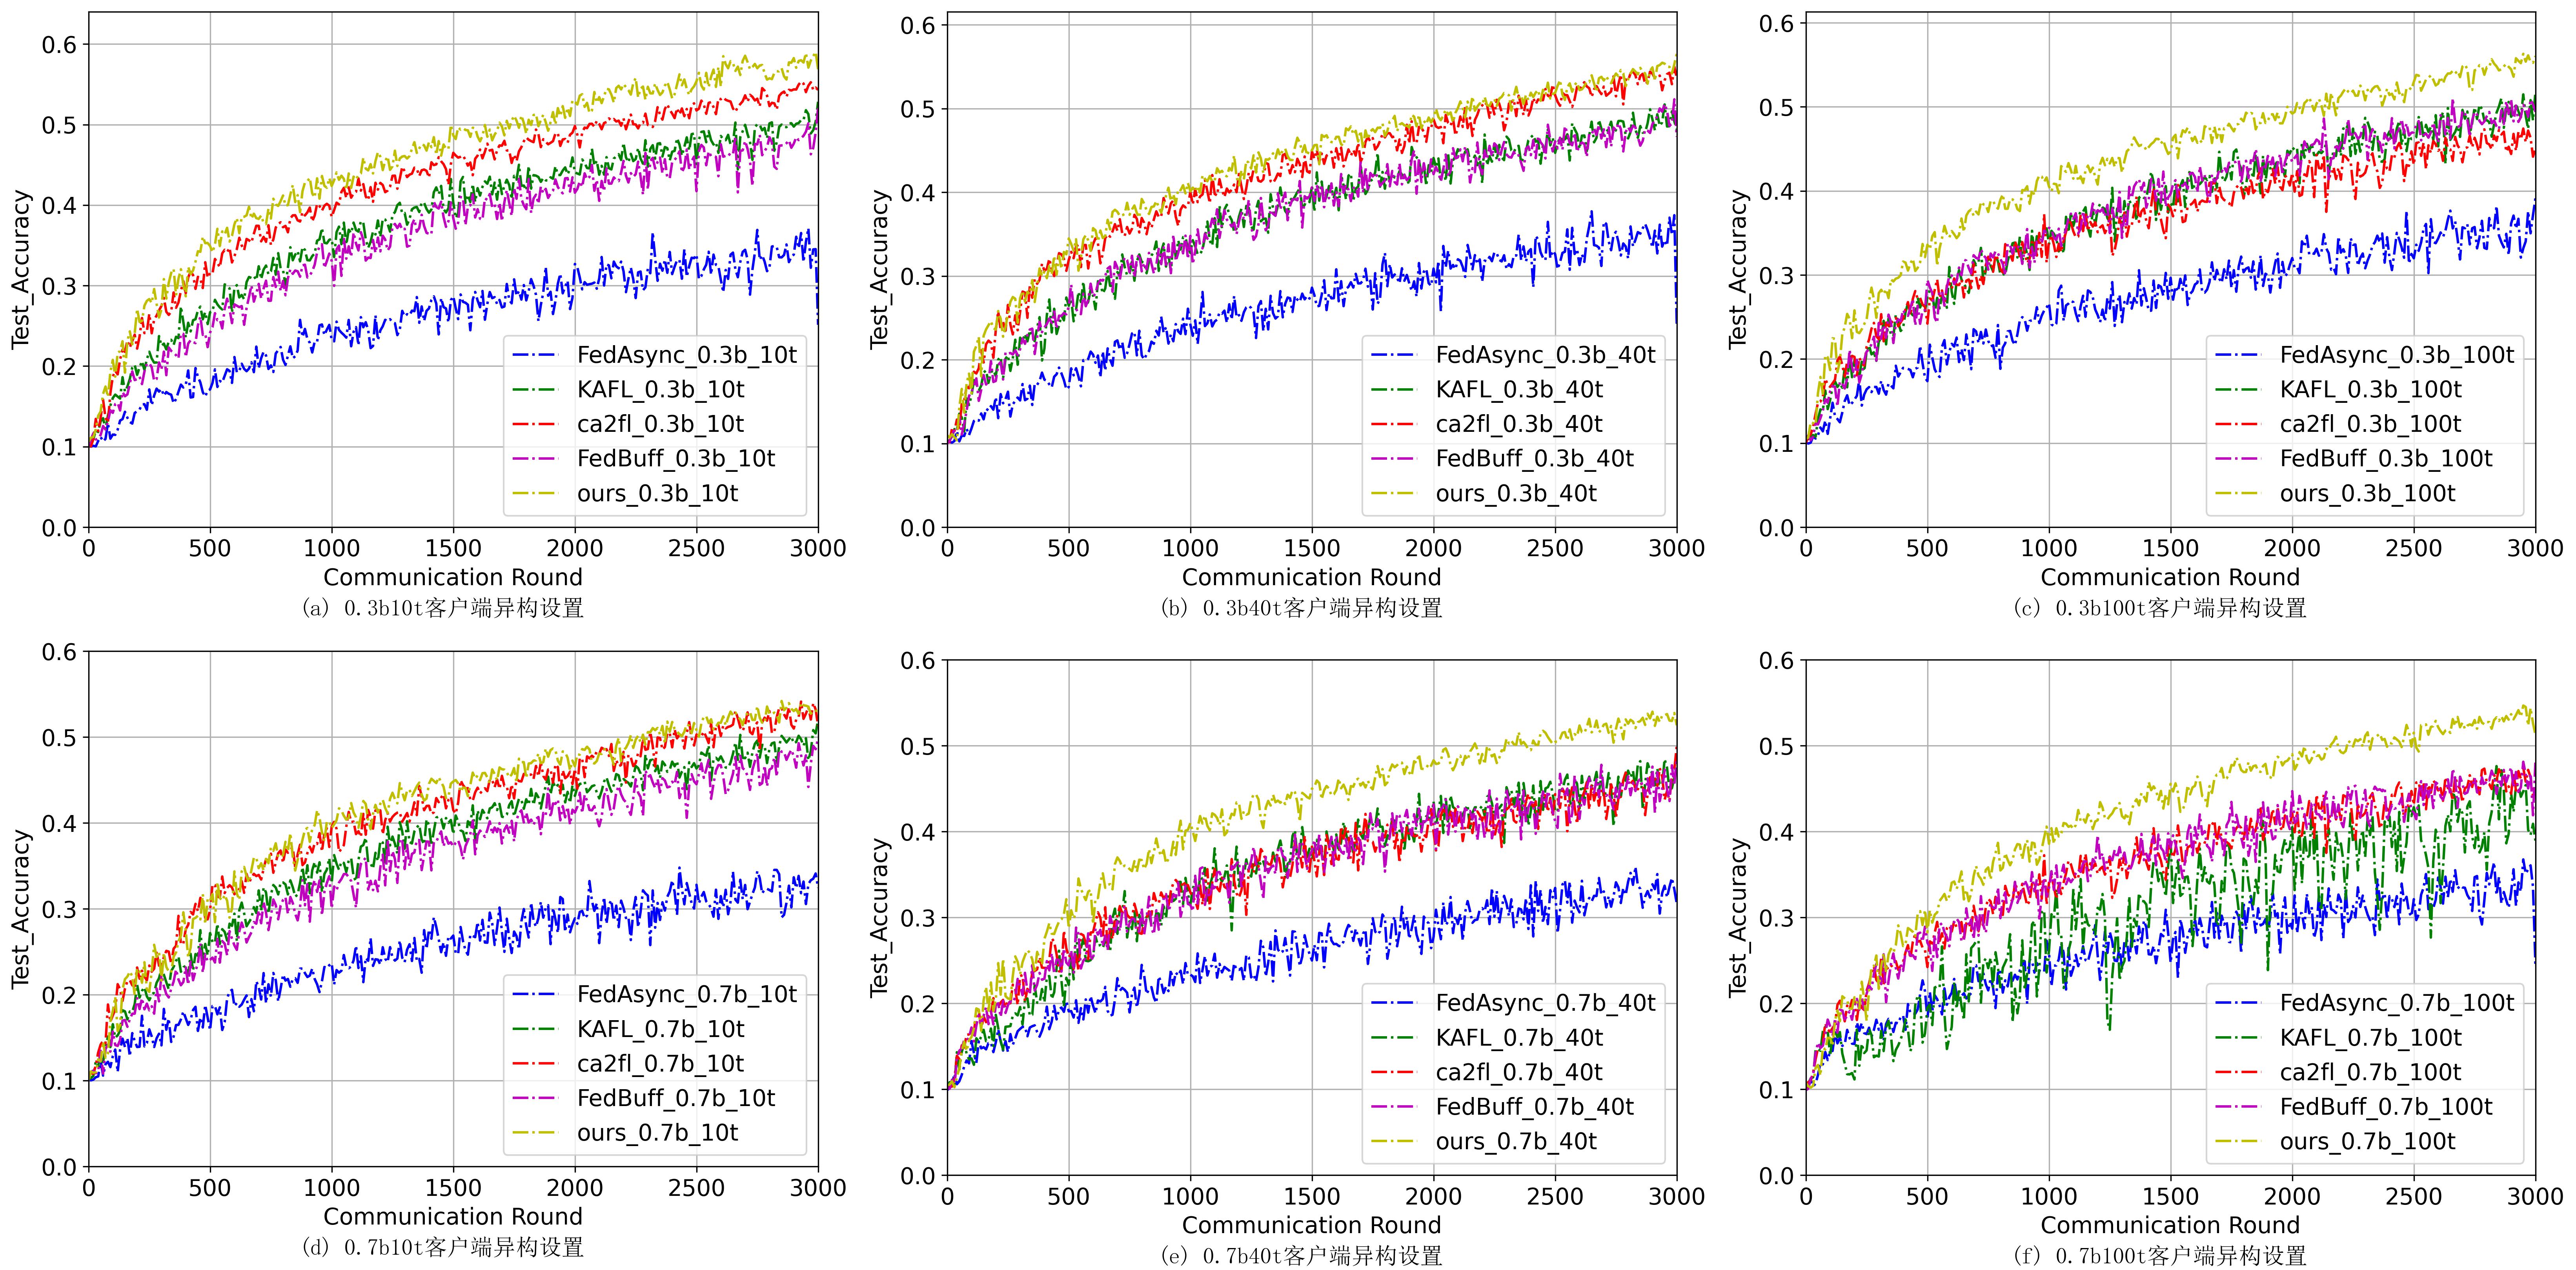 0.6
0.5
0.4
0.3
0.2
0.1
0.0
Test_Accuracy
FedAsync_0.3b_10t
KAFL_0.3b_10t
ca2fl_0.3b_10t
FedBuff_0.3b_10t
ours_0.3b_10t
0 500 1000 1500 2000 2500 3000
Communication Round
(a) 0.3b10t客户端异构设置
0.6
0.5
0.4
0.3
0.2
0.1
0.0
Test_Accuracy
FedAsync_0.3b_40t
KAFL_0.3b_40t
ca2fl_0.3b_40t
FedBuff_0.3b_40t
ours_0.3b_40t
0 500 1000 1500 2000 2500 3000
Communication Round
(b) 0.3b40t客户端异构设置
0.6
0.5
0.4
0.3
0.2
0.1
0.0
Test_Accuracy
FedAsync_0.3b_100t
KAFL_0.3b_100t
ca2fl_0.3b_100t
FedBuff_0.3b_100t
ours_0.3b_100t
0 500 1000 1500 2000 2500 3000
Communication Round
(c) 0.3b100t客户端异构设置
0.6
0.5
0.4
0.3
0.2
0.1
0.0
Test_Accuracy
FedAsync_0.7b_10t
KAFL_0.7b_10t
ca2fl_0.7b_10t
FedBuff_0.7b_10t
ours_0.7b_10t
0 500 1000 1500 2000 2500 3000
Communication Round
(d) 0.7b10t客户端异构设置
0.6
0.5
0.4
0.3
0.2
0.1
0.0
Test_Accuracy
FedAsync_0.7b_40t
KAFL_0.7b_40t
ca2fl_0.7b_40t
FedBuff_0.7b_40t
ours_0.7b_40t
0 500 1000 1500 2000 2500 3000
Communication Round
(e) 0.7b40t客户端异构设置
0.6
0.5
0.4
0.3
0.2
0.1
0.0
Test_Accuracy
FedAsync_0.7b_100t
KAFL_0.7b_100t
ca2fl_0.7b_100t
FedBuff_0.7b_100t
ours_0.7b_100t
0 500 1000 1500 2000 2500 3000
Communication Round
(f) 0.7b100t客户端异构设置